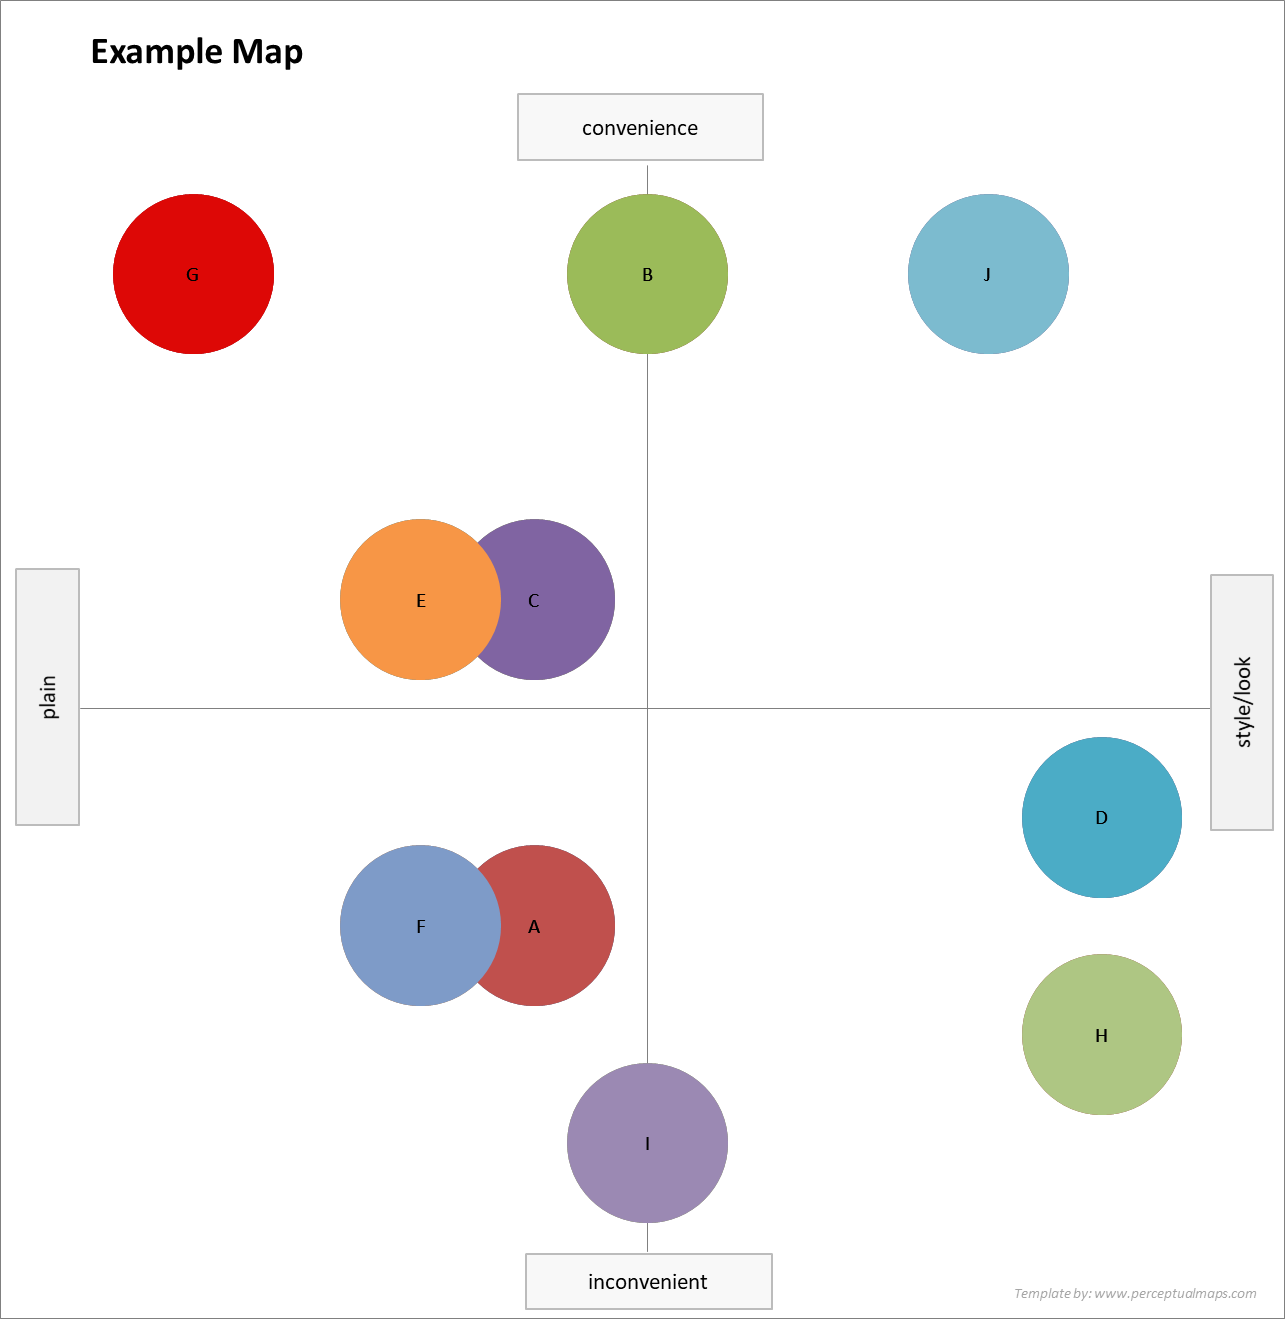 Example Map
convenience
G
B
J
E
C
plain
style/look
D
F
A
H
I
inconvenient
Template by: www.perceptualmaps.com